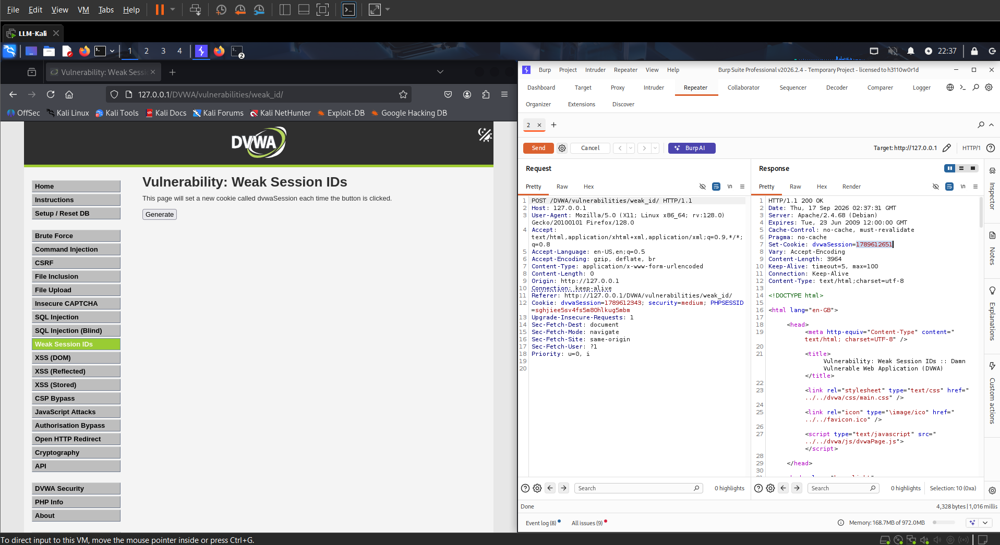 File Edit View VM Tabs Help
LLM-Kali
1 2 3 4 2 22:37
Vulnerability: Weak Sessi
Burp Project Intruder Repeater View Help Burp Suite Professional v2026.2.4 - Temporary Project - licensed to h3110w0r1d
127.0.0.1/DVWA/vulnerabilities/weak_id/
OffSec Kali Linux Kali Tools Kali Docs Kali Forums Kali NetHunter Exploit-DB Google Hacking DB
DVWA
Home
Instructions
Setup / Reset DB
Brute Force
Command Injection
CSRF
File Inclusion
File Upload
Insecure CAPTCHA
SQL Injection
SQL Injection (Blind)
Weak Session IDs
XSS (DOM)
XSS (Reflected)
XSS (Stored)
CSP Bypass
JavaScript Attacks
Authorisation Bypass
Open HTTP Redirect
Cryptography
API
DVWA Security
PHP Info
About
Vulnerability: Weak Session IDs
This page will set a new cookie called dvwaSession each time the button is clicked.
Generate
Dashboard Target Proxy Intruder Repeater Collaborator Sequencer Decoder Comparer Logger
Organizer Extensions Discover
2
Send Cancel Burp AI Target: http://127.0.0.1 HTTP/1
Request
Pretty Raw Hex \n
1 POST /DVWA/vulnerabilities/weak_id/ HTTP/1.1
2 Host: 127.0.0.1
3 User-Agent: Mozilla/5.0 (X11; Linux x86_64; rv:128.0)
Gecko/20100101 Firefox/128.0
4 Accept:
text/html,application/xhtml+xml,application/xml;q=0.9,*/*;
q=0.8
5 Accept-Language: en-US,en;q=0.5
6 Accept-Encoding: gzip, deflate, br
7 Content-Type: application/x-www-form-urlencoded
8 Content-Length: 0
9 Origin: http://127.0.0.1
10 Connection: keep-alive
11 Referer: http://127.0.0.1/DVWA/vulnerabilities/weak_id/
12 Cookie: dvwaSession=1789612343; security=medium; PHPSESSID
=sghjiee5sv4fs5m80hlkug5mbm
13 Upgrade-Insecure-Requests: 1
14 Sec-Fetch-Dest: document
15 Sec-Fetch-Mode: navigate
16 Sec-Fetch-Site: same-origin
17 Sec-Fetch-User: ?1
18 Priority: u=0, i
19
20
Search 0 highlights
Response
Pretty Raw Hex Render \n
1 HTTP/1.1 200 OK
2 Date: Thu, 17 Sep 2026 02:37:31 GMT
3 Server: Apache/2.4.68 (Debian)
4 Expires: Tue, 23 Jun 2009 12:00:00 GMT
5 Cache-Control: no-cache, must-revalidate
6 Pragma: no-cache
7 Set-Cookie: dvwaSession=1789612651
8 Vary: Accept-Encoding
9 Content-Length: 3964
10 Keep-Alive: timeout=5, max=100
11 Connection: Keep-Alive
12 Content-Type: text/html;charset=utf-8
13
14 <!DOCTYPE html>
15
16 <html lang="en-GB">
17
18 <head>
19 <meta http-equiv="Content-Type" content="
text/html; charset=UTF-8" />
20
21 <title>
Vulnerability: Weak Session IDs :: Damn
Vulnerable Web Application (DVWA)
</title>
22
23 <link rel="stylesheet" type="text/css" href="
../../dvwa/css/main.css" />
24
25 <link rel="icon" type="\image/ico" href="
../../favicon.ico" />
26
27 <script type="text/javascript" src="
../../dvwa/js/dvwaPage.js">
</script>
28
29 </head>
30
Search 0 highlights Selection: 10 (0xa)
Inspector
Notes
Explanations
Custom actions
Done 4,328 bytes | 1,016 millis
Event log (8) All issues (9) Memory: 168.7MB of 972.0MB
To direct input to this VM, move the mouse pointer inside or press Ctrl+G.